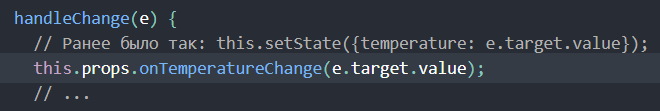 handleChange(e) {
// Ранее было так: this.setState({temperature: e.target.value});
this.props.onTemperatureChange(e.target.value);
// ...